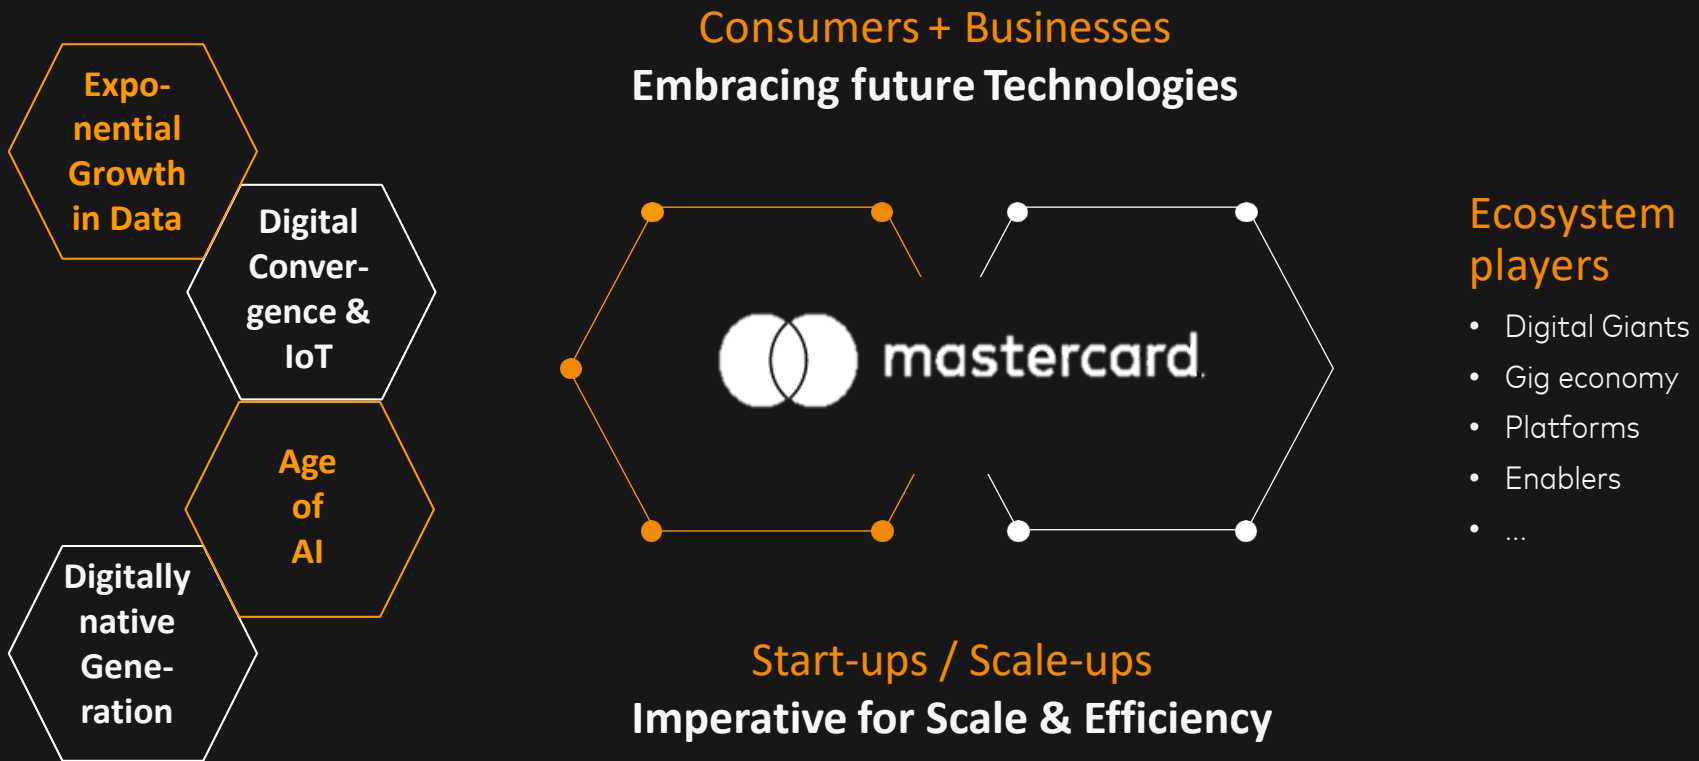 Expo-
nential
Growth
in Data
Digital
Conver-
gence &
IoT
Age
of
AI
Digitally
native
Gene-
ration
Consumers + Businesses
Embracing future Technologies
mastercard.
Start-ups / Scale-ups
Imperative for Scale & Efficiency
Ecosystem
players
• Digital Giants
• Gig economy
• Platforms
• Enablers
• ...